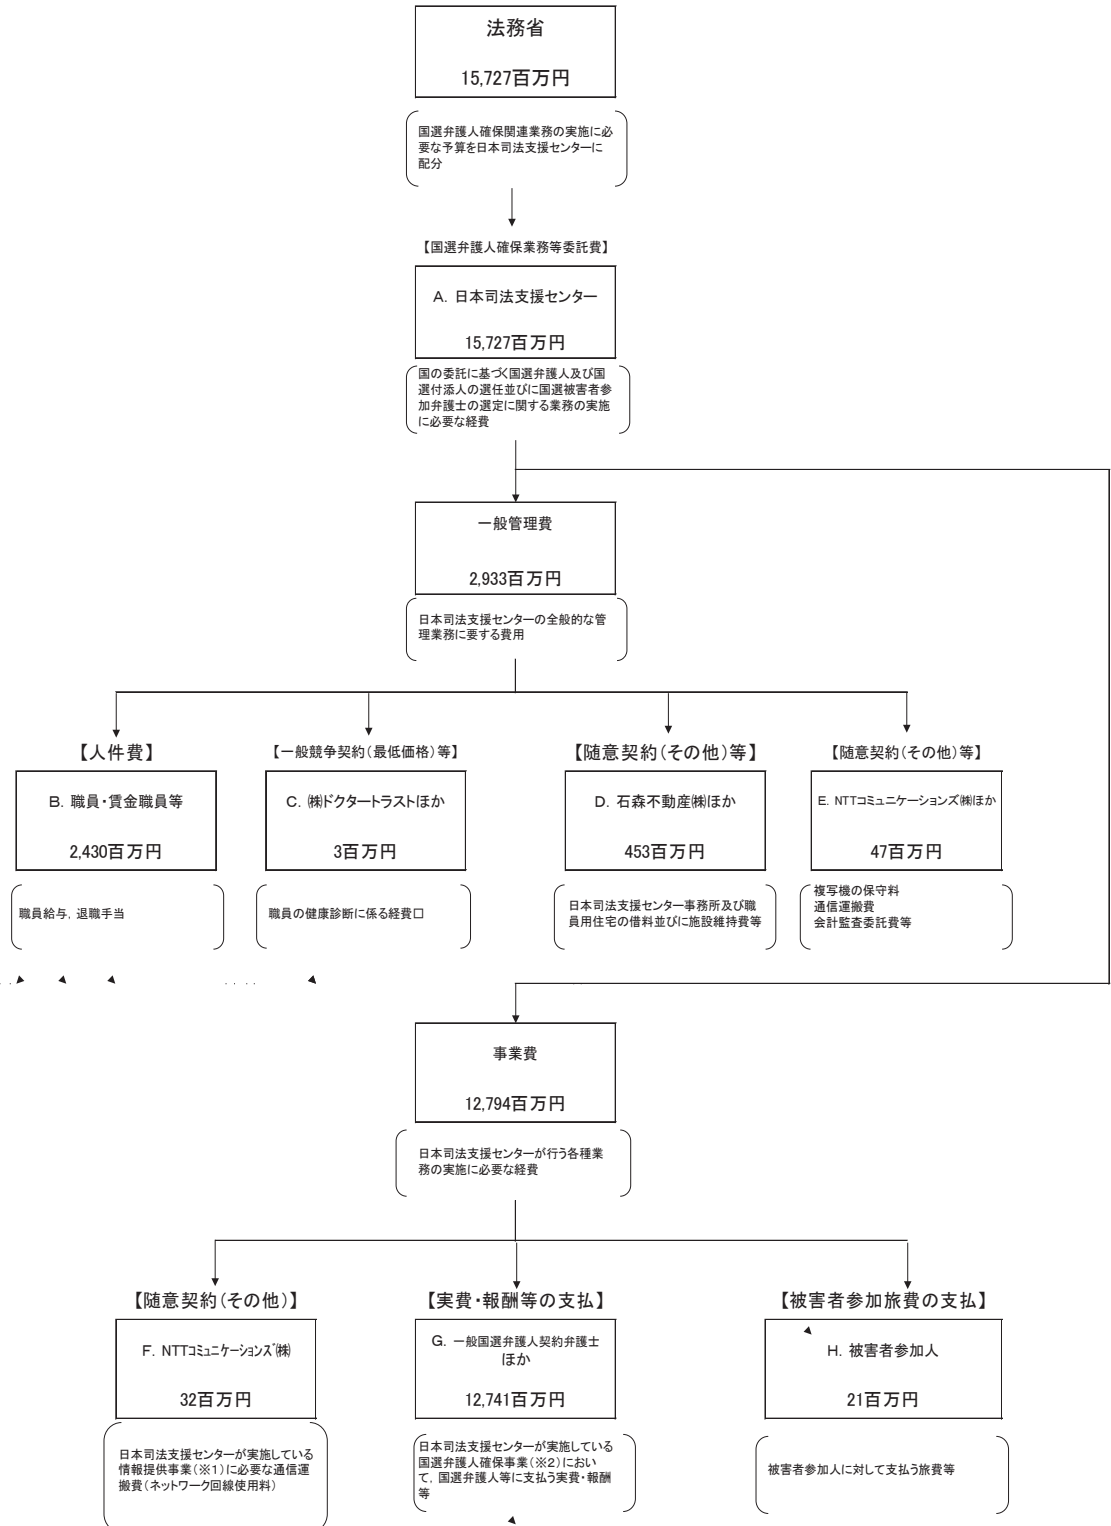 法務省
15,727百万円
国選弁護人確保関連業務の実施に必
要な予算を日本司法支援センターに
配分
【国選弁護人確保業務等委託費】
A. 日本司法支援センター
15,727百万円
国の委託に基づく国選弁護人及び国
選付添人の選任並びに国選被害者参
加弁護士の選定に関する業務の実施
に必要な経費
一般管理費
2,933百万円
日本司法支援センターの全般的な管
理業務に要する費用
【人件費】
B. 職員・賃金職員等
2,430百万円
職員給与，退職手当
【一般競争契約（最低価格）等】
C. ㈱ドクタートラストほか
3百万円
職員の健康診断に係る経費□
【随意契約（その他）等】
D. 石森不動産㈱ほか
453百万円
日本司法支援センター事務所及び職
員用住宅の借料並びに施設維持費等
【随意契約（その他）等】
E. NTTコミュニケーションズ㈱ほか
47百万円
複写機の保守料
通信運搬費
会計監査委託費等
事業費
12,794百万円
日本司法支援センターが行う各種業
務の実施に必要な経費
【随意契約（その他）】
F. NTTコミュニケーションズ㈱
32百万円
日本司法支援センターが実施している
情報提供事業（※1）に必要な通信運
搬費（ネットワーク回線使用料）
【実費・報酬等の支払】
G. 一般国選弁護人契約弁護士
ほか
12,741百万円
日本司法支援センターが実施している
国選弁護人確保事業（※2）におい
て，国選弁護人等に支払う実費・報酬
等
【被害者参加旅費の支払】
H. 被害者参加人
21百万円
被害者参加人に対して支払う旅費等